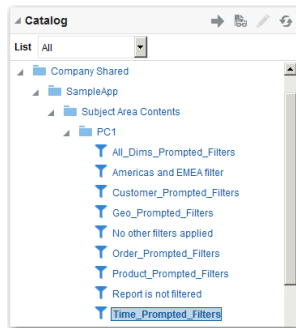 Catalog
List All
Company Shared
SampleApp
Subject Area Contents
PC1
All_Dims_Prompted_Filters
Americas and EMEA filter
Customer_Prompted_Filters
Geo_Prompted_Filters
No other filters applied
Order_Prompted_Filters
Product_Prompted_Filters
Report is not filtered
Time_Prompted_Filters